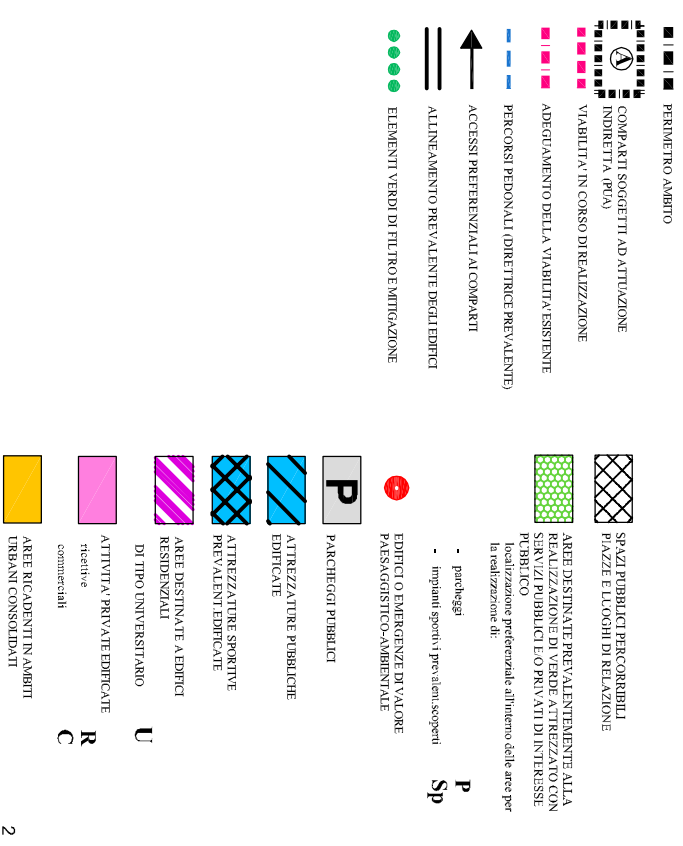 PERIMETRO AMBITO
A
COMPARTI SOGGETTI AD ATTUAZIONE
INDIRETTA (PUA)
VIABILITA' IN CORSO DI REALIZZAZIONE
ADEGUAMENTO DELLA VIABILITA' ESISTENTE
PERCORSI PEDONALI (DIRETTRICE PREVALENTE)
ACCESSI PREFERENZIALI AI COMPARTI
ALLINEAMENTO PREVALENTE DEGLI EDIFICI
ELEMENTI VERDI DI FILTRO E MITIGAZIONE
SPAZI PUBBLICI PERCORRIBILI
PIAZZE E LUOGHI DI RELAZIONE
AREE DESTINATE PREVALENTEMENTE ALLA
REALIZZAZIONE DI VERDE ATTREZZATO CON
SERVIZI PUBBLICI E/O PRIVATI DI INTERESSE
PUBBLICO
localizzazione preferenziale all'interno delle aree per
la realizzazione di:
- parcheggi P
- impianti sportivi prevalent.scoperti Sp
EDIFICI O EMERGENZE DI VALORE
PAESAGGISTICO-AMBIENTALE
P
PARCHEGGI PUBBLICI
ATTREZZATURE PUBBLICHE
EDIFICATE
ATTREZZATURE SPORTIVE
PREVALENT.EDIFICATE
AREE DESTINATE A EDIFICI
RESIDENZIALI
DI TIPO UNIVERSITARIO U
ATTIVITA' PRIVATE EDIFICATE
ricettive R
commerciali C
AREE RICADENTI IN AMBITI
URBANI CONSOLIDATI
2